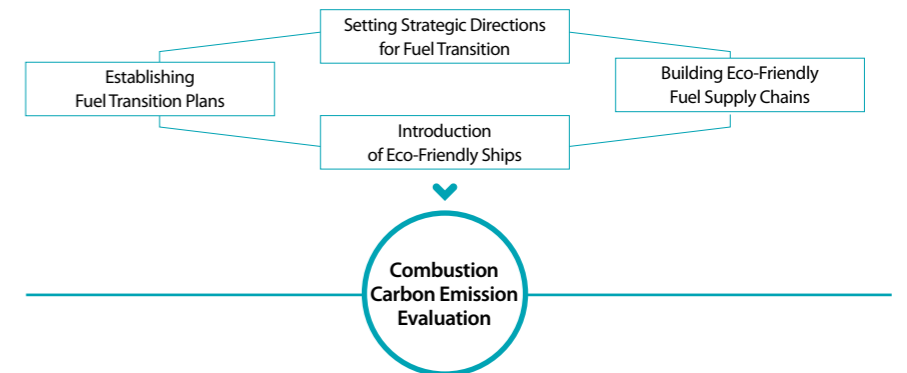 Setting Strategic Directions
for Fuel Transition
Establishing
Fuel Transition Plans
Building Eco-Friendly
Fuel Supply Chains
Introduction
of Eco-Friendly Ships
Combustion
Carbon Emission
Evaluation